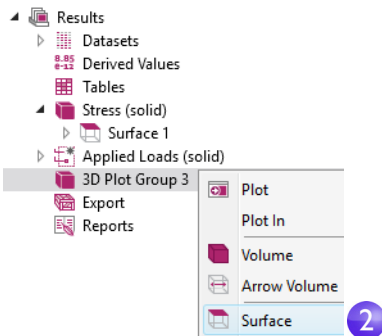 Results
Datasets
8.85
e-12
Derived Values
Tables
Stress (solid)
Surface 1
Applied Loads (solid)
3D Plot Group 3
Export
Reports
Plot
Plot In
Volume
Arrow Volume
Surface
2